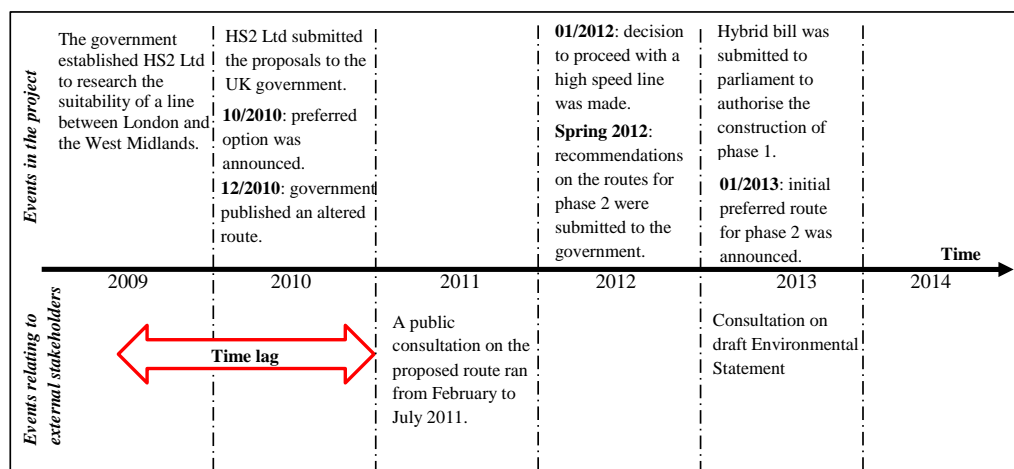 Events in the project
The government
established HS2 Ltd
to research the
suitability of a line
between London and
the West Midlands.
HS2 Ltd submitted
the proposals to the
UK government.
10/2010: preferred
option was
announced.
12/2010: government
published an altered
route.
01/2012: decision
to proceed with a
high speed line
was made.
Spring 2012:
recommendations
on the routes for
phase 2 were
submitted to the
government.
Hybrid bill was
submitted to
parliament to
authorise the
construction of
phase 1.
01/2013: initial
preferred route
for phase 2 was
announced.
Time
2009
2010
2011
2012
2013
2014
Events relating to
external stakeholders
Time lag
A public
consultation on the
proposed route ran
from February to
July 2011.
Consultation on
draft Environmental
Statement